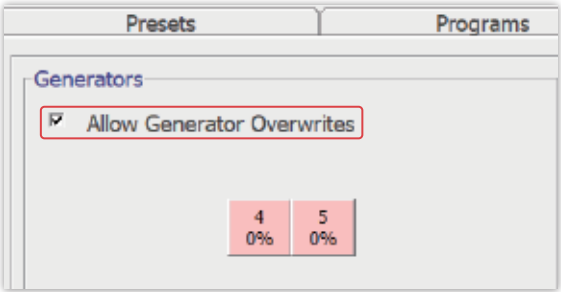 Presets Programs
Generators
Allow Generator Overwrites
4 5
0% 0%